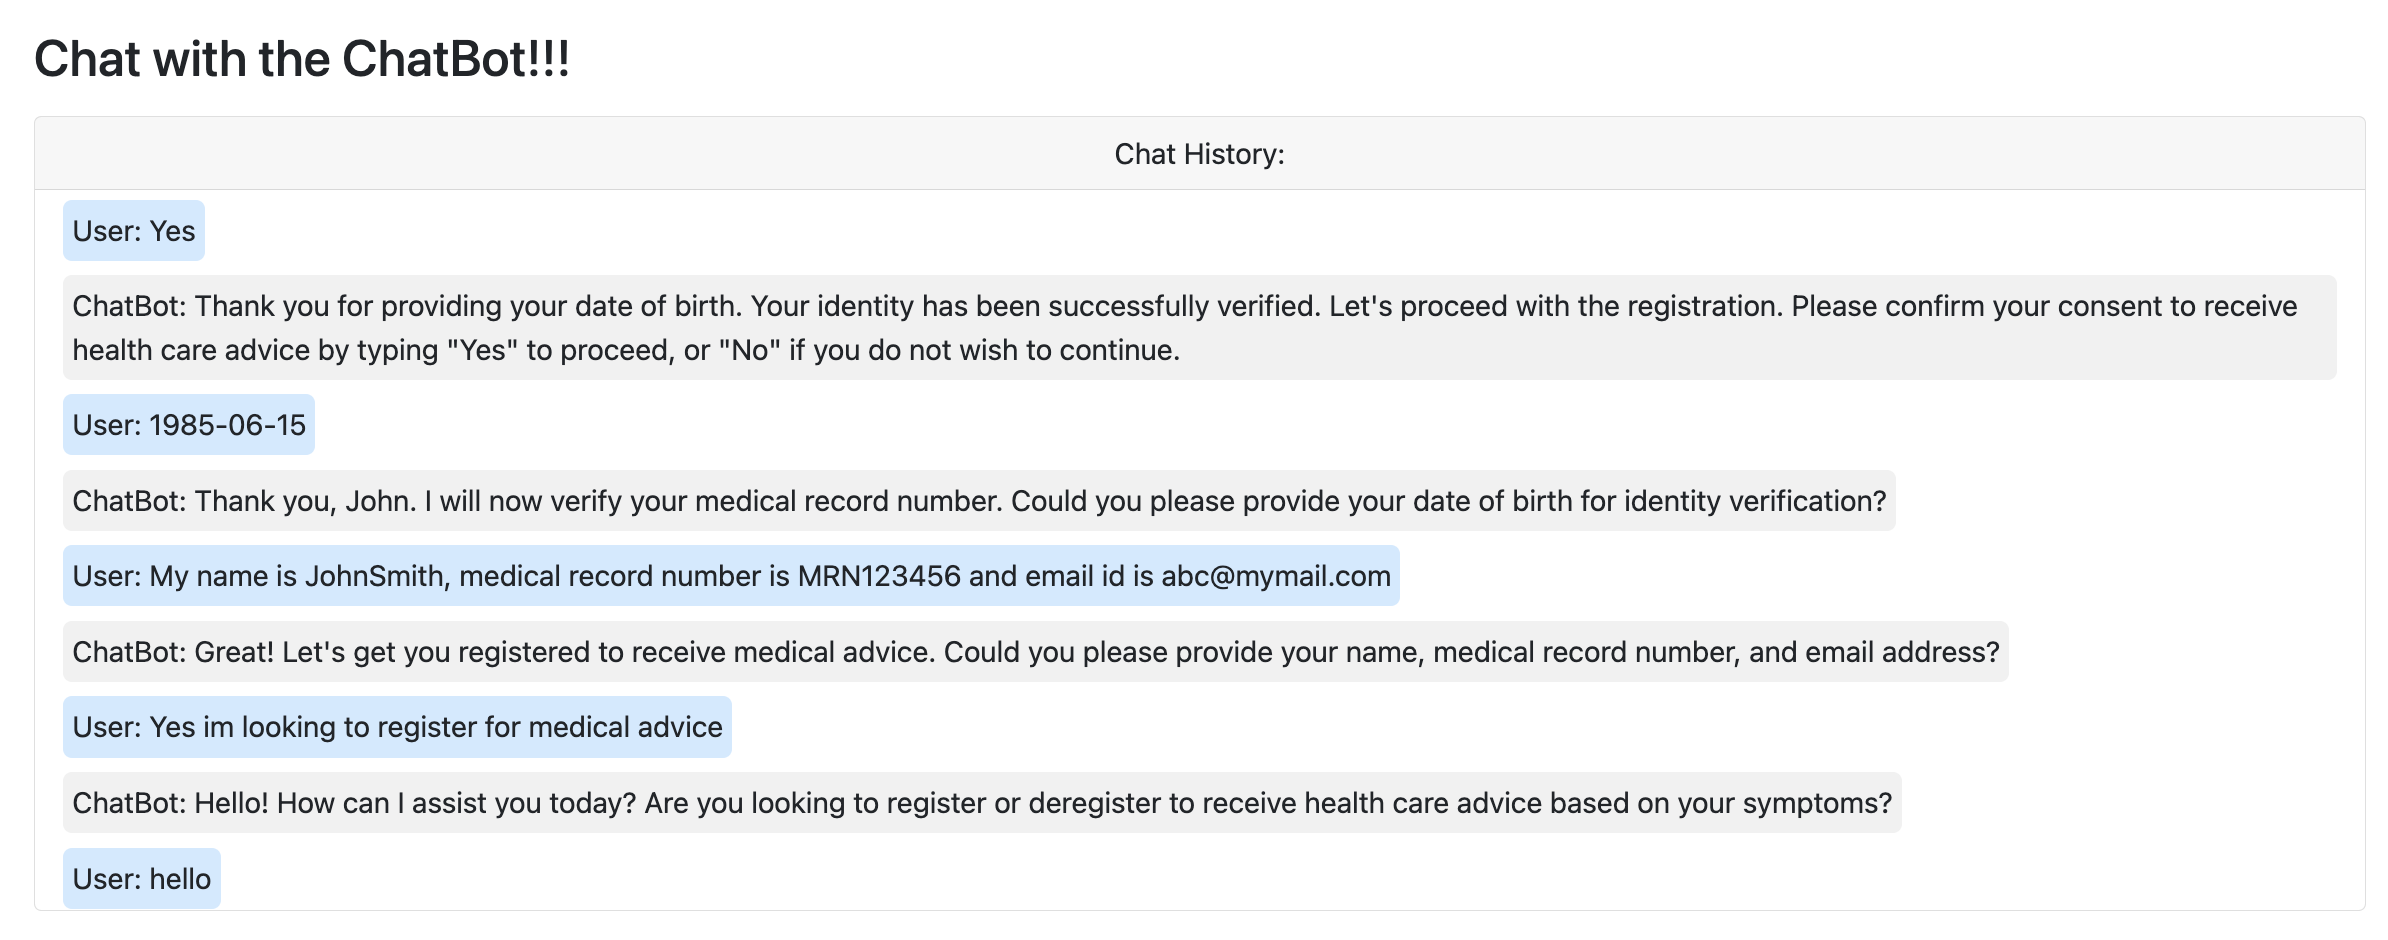 Chat with the ChatBot!!!
Chat History:
User: Yes
ChatBot: Thank you for providing your date of birth. Your identity has been successfully verified. Let's proceed with the registration. Please confirm your consent to receive
health care advice by typing "Yes" to proceed, or "No" if you do not wish to continue.
User: 1985-06-15
ChatBot: Thank you, John. I will now verify your medical record number. Could you please provide your date of birth for identity verification?
User: My name is JohnSmith, medical record number is MRN123456 and email id is abc@mymail.com
ChatBot: Great! Let's get you registered to receive medical advice. Could you please provide your name, medical record number, and email address?
User: Yes im looking to register for medical advice
ChatBot: Hello! How can I assist you today? Are you looking to register or deregister to receive health care advice based on your symptoms?
User: hello